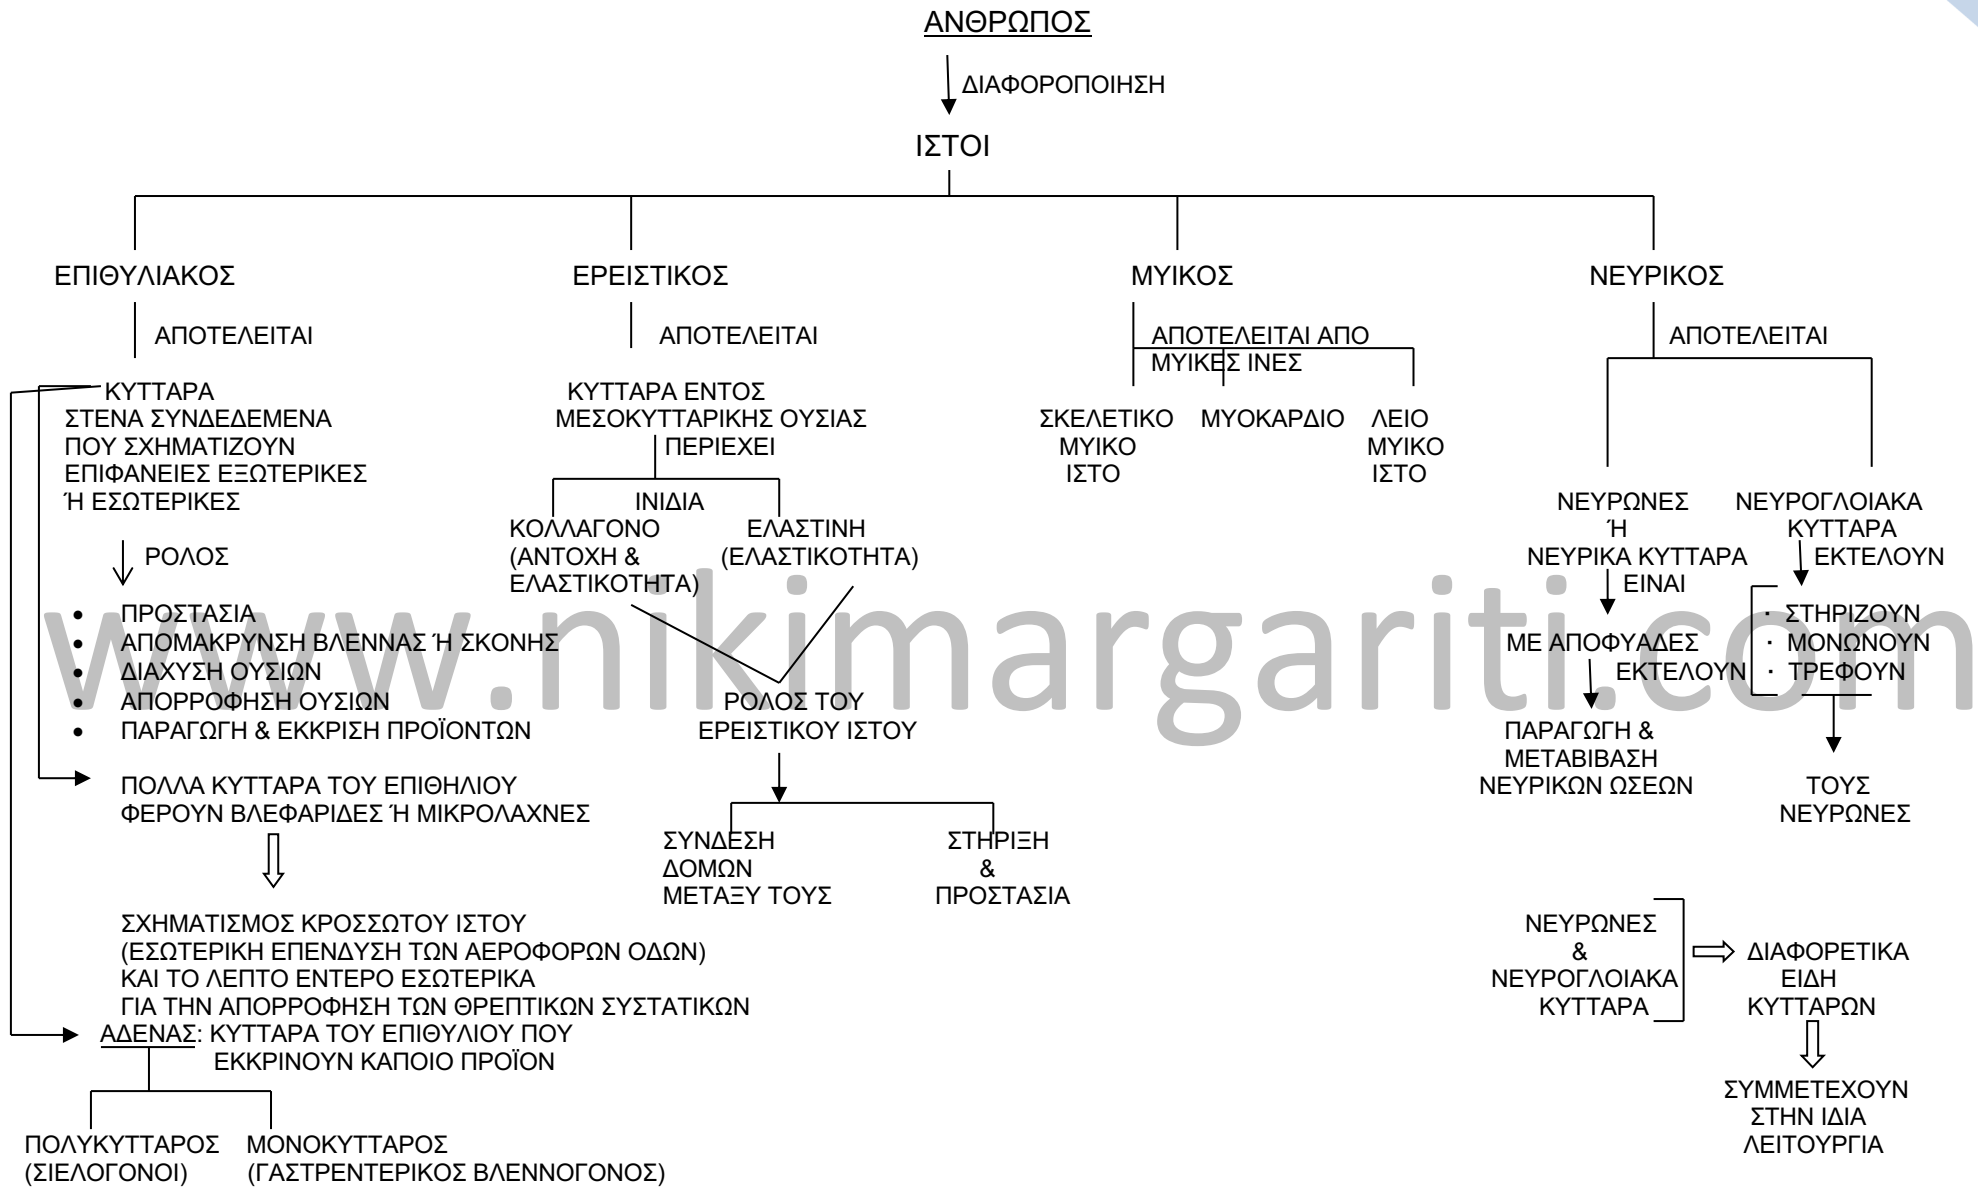 ΑΝΘΡΩΠΟΣ
ΔΙΑΦΟΡΟΠΟΙΗΣΗ
ΙΣΤΟΙ
ΕΠΙΘΥΛΙΑΚΟΣ
ΑΠΟΤΕΛΕΙΤΑΙ
ΚΥΤΤΑΡΑ
ΣΤΕΝΑ ΣΥΝΔΕΔΕΜΕΝΑ
ΠΟΥ ΣΧΗΜΑΤΙΖΟΥΝ
ΕΠΙΦΑΝΕΙΕΣ ΕΞΩΤΕΡΙΚΕΣ
Ή ΕΣΩΤΕΡΙΚΕΣ
ΡΟΛΟΣ
• ΠΡΟΣΤΑΣΙΑ
• ΑΠΟΜΑΚΡΥΝΣΗ ΒΛΕΝΝΑΣ Ή ΣΚΟΝΗΣ
• ΔΙΑΧΥΣΗ ΟΥΣΙΩΝ
• ΑΠΟΡΡΟΦΗΣΗ ΟΥΣΙΩΝ
• ΠΑΡΑΓΩΓΗ & ΕΚΚΡΙΣΗ ΠΡΟΪΟΝΤΩΝ
ΠΟΛΛΑ ΚΥΤΤΑΡΑ ΤΟΥ ΕΠΙΘΗΛΙΟΥ
ΦΕΡΟΥΝ ΒΛΕΦΑΡΙΔΕΣ Ή ΜΙΚΡΟΛΑΧΝΕΣ
ΣΧΗΜΑΤΙΣΜΟΣ ΚΡΟΣΣΩΤΟΥ ΙΣΤΟΥ
(ΕΣΩΤΕΡΙΚΗ ΕΠΕΝΔΥΣΗ ΤΩΝ ΑΕΡΟΦΟΡΩΝ ΟΔΩΝ)
ΚΑΙ ΤΟ ΛΕΠΤΟ ΕΝΤΕΡΟ ΕΣΩΤΕΡΙΚΑ
ΓΙΑ ΤΗΝ ΑΠΟΡΡΟΦΗΣΗ ΤΩΝ ΘΡΕΠΤΙΚΩΝ ΣΥΣΤΑΤΙΚΩΝ
ΑΔΕΝΑΣ: ΚΥΤΤΑΡΑ ΤΟΥ ΕΠΙΘΥΛΙΟΥ ΠΟΥ
ΕΚΚΡΙΝΟΥΝ ΚΑΠΟΙΟ ΠΡΟΪΟΝ
ΠΟΛΥΚΥΤΤΑΡΟΣ
(ΣΙΕΛΟΓΟΝΟΙ)
ΜΟΝΟΚΥΤΤΑΡΟΣ
(ΓΑΣΤΡΕΝΤΕΡΙΚΟΣ ΒΛΕΝΝΟΓΟΝΟΣ)
ΕΡΕΙΣΤΙΚΟΣ
ΑΠΟΤΕΛΕΙΤΑΙ
ΚΥΤΤΑΡΑ ΕΝΤΟΣ
ΜΕΣΟΚΥΤΤΑΡΙΚΗΣ ΟΥΣΙΑΣ
ΠΕΡΙΕΧΕΙ
ΙΝΙΔΙΑ
ΚΟΛΛΑΓΟΝΟ
(ΑΝΤΟΧΗ &
ΕΛΑΣΤΙΚΟΤΗΤΑ)
ΕΛΑΣΤΙΝΗ
(ΕΛΑΣΤΙΚΟΤΗΤΑ)
ΡΟΛΟΣ ΤΟΥ
ΕΡΕΙΣΤΙΚΟΥ ΙΣΤΟΥ
ΣΥΝΔΕΣΗ
ΔΟΜΩΝ
ΜΕΤΑΞΥ ΤΟΥΣ
ΣΤΗΡΙΞΗ
&
ΠΡΟΣΤΑΣΙΑ
ΜΥΙΚΟΣ
ΑΠΟΤΕΛΕΙΤΑΙ ΑΠΟ
ΜΥΙΚΕΣ ΙΝΕΣ
ΣΚΕΛΕΤΙΚΟ
ΜΥΙΚΟ
ΙΣΤΟ
ΜΥΟΚΑΡΔΙΟ
ΛΕΙΟ
ΜΥΙΚΟ
ΙΣΤΟ
ΝΕΥΡΙΚΟΣ
ΑΠΟΤΕΛΕΙΤΑΙ
ΝΕΥΡΩΝΕΣ
Ή
ΝΕΥΡΙΚΑ ΚΥΤΤΑΡΑ
ΕΙΝΑΙ
ΜΕ ΑΠΟΦΥΑΔΕΣ
ΕΚΤΕΛΟΥΝ
ΠΑΡΑΓΩΓΗ &
ΜΕΤΑΒΙΒΑΣΗ
ΝΕΥΡΙΚΩΝ ΩΣΕΩΝ
ΝΕΥΡΟΓΛΟΙΑΚΑ
ΚΥΤΤΑΡΑ
ΕΚΤΕΛΟΥΝ
· ΣΤΗΡΙΖΟΥΝ
· ΜΟΝΩΝΟΥΝ
· ΤΡΕΦΟΥΝ
ΤΟΥΣ
ΝΕΥΡΩΝΕΣ
ΝΕΥΡΩΝΕΣ
&
ΝΕΥΡΟΓΛΟΙΑΚΑ
ΚΥΤΤΑΡΑ
ΔΙΑΦΟΡΕΤΙΚΑ
ΕΙΔΗ
ΚΥΤΤΑΡΩΝ
ΣΥΜΜΕΤΕΧΟΥΝ
ΣΤΗΝ ΙΔΙΑ
ΛΕΙΤΟΥΡΓΙΑ
www.nikimargariti.com